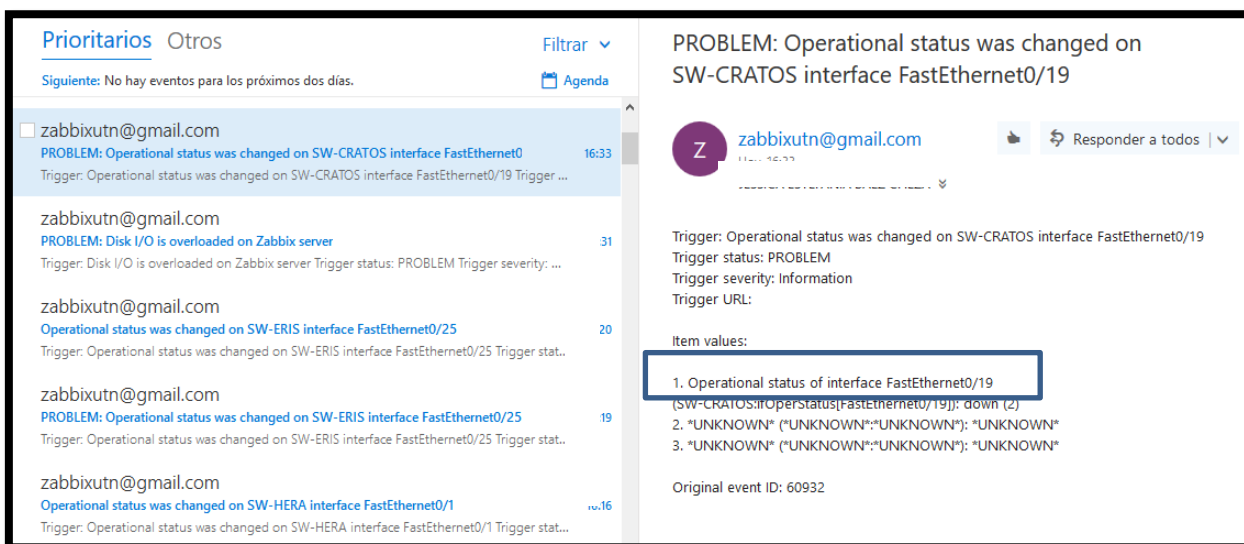 Prioritarios Otros
Filtrar
Siguiente: No hay eventos para los próximos dos días.
Agenda
zabbixutn@gmail.com
PROBLEM: Operational status was changed on SW-CRATOS interface FastEthernet0
16:33
Trigger: Operational status was changed on SW-CRATOS interface FastEthernet0/19 Trigger ...
zabbixutn@gmail.com
PROBLEM: Disk I/O is overloaded on Zabbix server
:31
Trigger: Disk I/O is overloaded on Zabbix server Trigger status: PROBLEM Trigger severity: ...
zabbixutn@gmail.com
Operational status was changed on SW-ERIS interface FastEthernet0/25
20
Trigger: Operational status was changed on SW-ERIS interface FastEthernet0/25 Trigger stat..
zabbixutn@gmail.com
PROBLEM: Operational status was changed on SW-ERIS interface FastEthernet0/25
19
Trigger: Operational status was changed on SW-ERIS interface FastEthernet0/25 Trigger stat..
zabbixutn@gmail.com
Operational status was changed on SW-HERA interface FastEthernet0/1
16
Trigger: Operational status was changed on SW-HERA interface FastEthernet0/1 Trigger stat...
PROBLEM: Operational status was changed on
SW-CRATOS interface FastEthernet0/19
Z
zabbixutn@gmail.com
Responder a todos
Trigger: Operational status was changed on SW-CRATOS interface FastEthernet0/19
Trigger status: PROBLEM
Trigger severity: Information
Trigger URL:
Item values:
1. Operational status of interface FastEthernet0/19
(SW-CRATOS:ifOperStatus[FastEthernet0/19]): down (2)
2. *UNKNOWN* (*UNKNOWN*:*UNKNOWN*): *UNKNOWN*
3. *UNKNOWN* (*UNKNOWN*:*UNKNOWN*): *UNKNOWN*
Original event ID: 60932